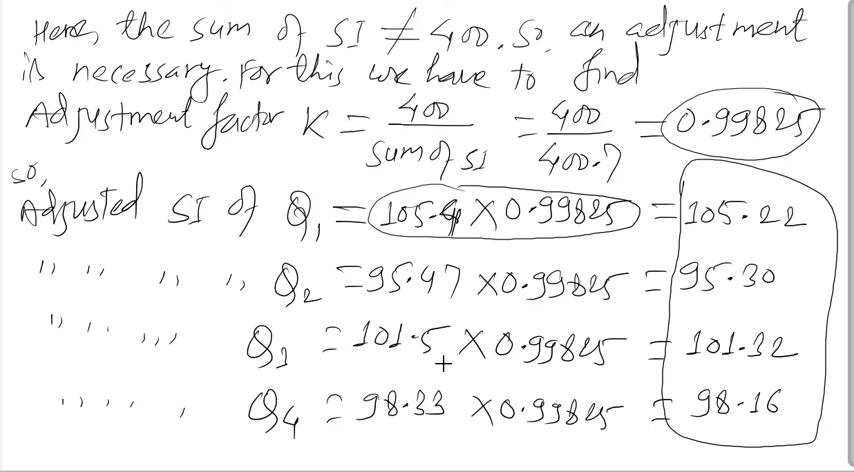 Here, the sum of SI ≠ 400. So, an adjustment
is necessary. For this we have to find
Adjustment factor K = 400 / sum of SI = 400 / 400.7 = 0.99825
so,
Adjusted SI of Q1 = 105.4 × 0.99825 = 105.22
" " " " Q2 = 95.47 × 0.99825 = 95.30
" " " Q3 = 101.5 × 0.99825 = 101.32
" " " " Q4 = 98.33 × 0.99825 = 98.16